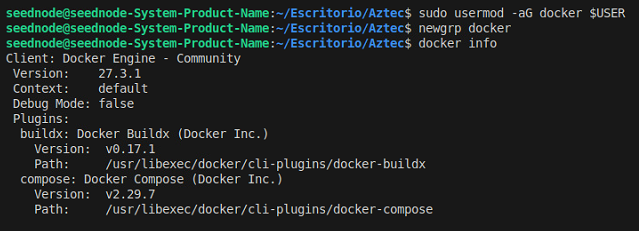 seednode@seednode-System-Product-Name:~/Escritorio/Aztec$ sudo usermod -aG docker $USER
seednode@seednode-System-Product-Name:~/Escritorio/Aztec$ newgrp docker
seednode@seednode-System-Product-Name:~/Escritorio/Aztec$ docker info
Client: Docker Engine - Community
 Version:    27.3.1
 Context:    default
 Debug Mode: false
 Plugins:
  buildx: Docker Buildx (Docker Inc.)
    Version:  v0.17.1
    Path:     /usr/libexec/docker/cli-plugins/docker-buildx
  compose: Docker Compose (Docker Inc.)
    Version:  v2.29.7
    Path:     /usr/libexec/docker/cli-plugins/docker-compose